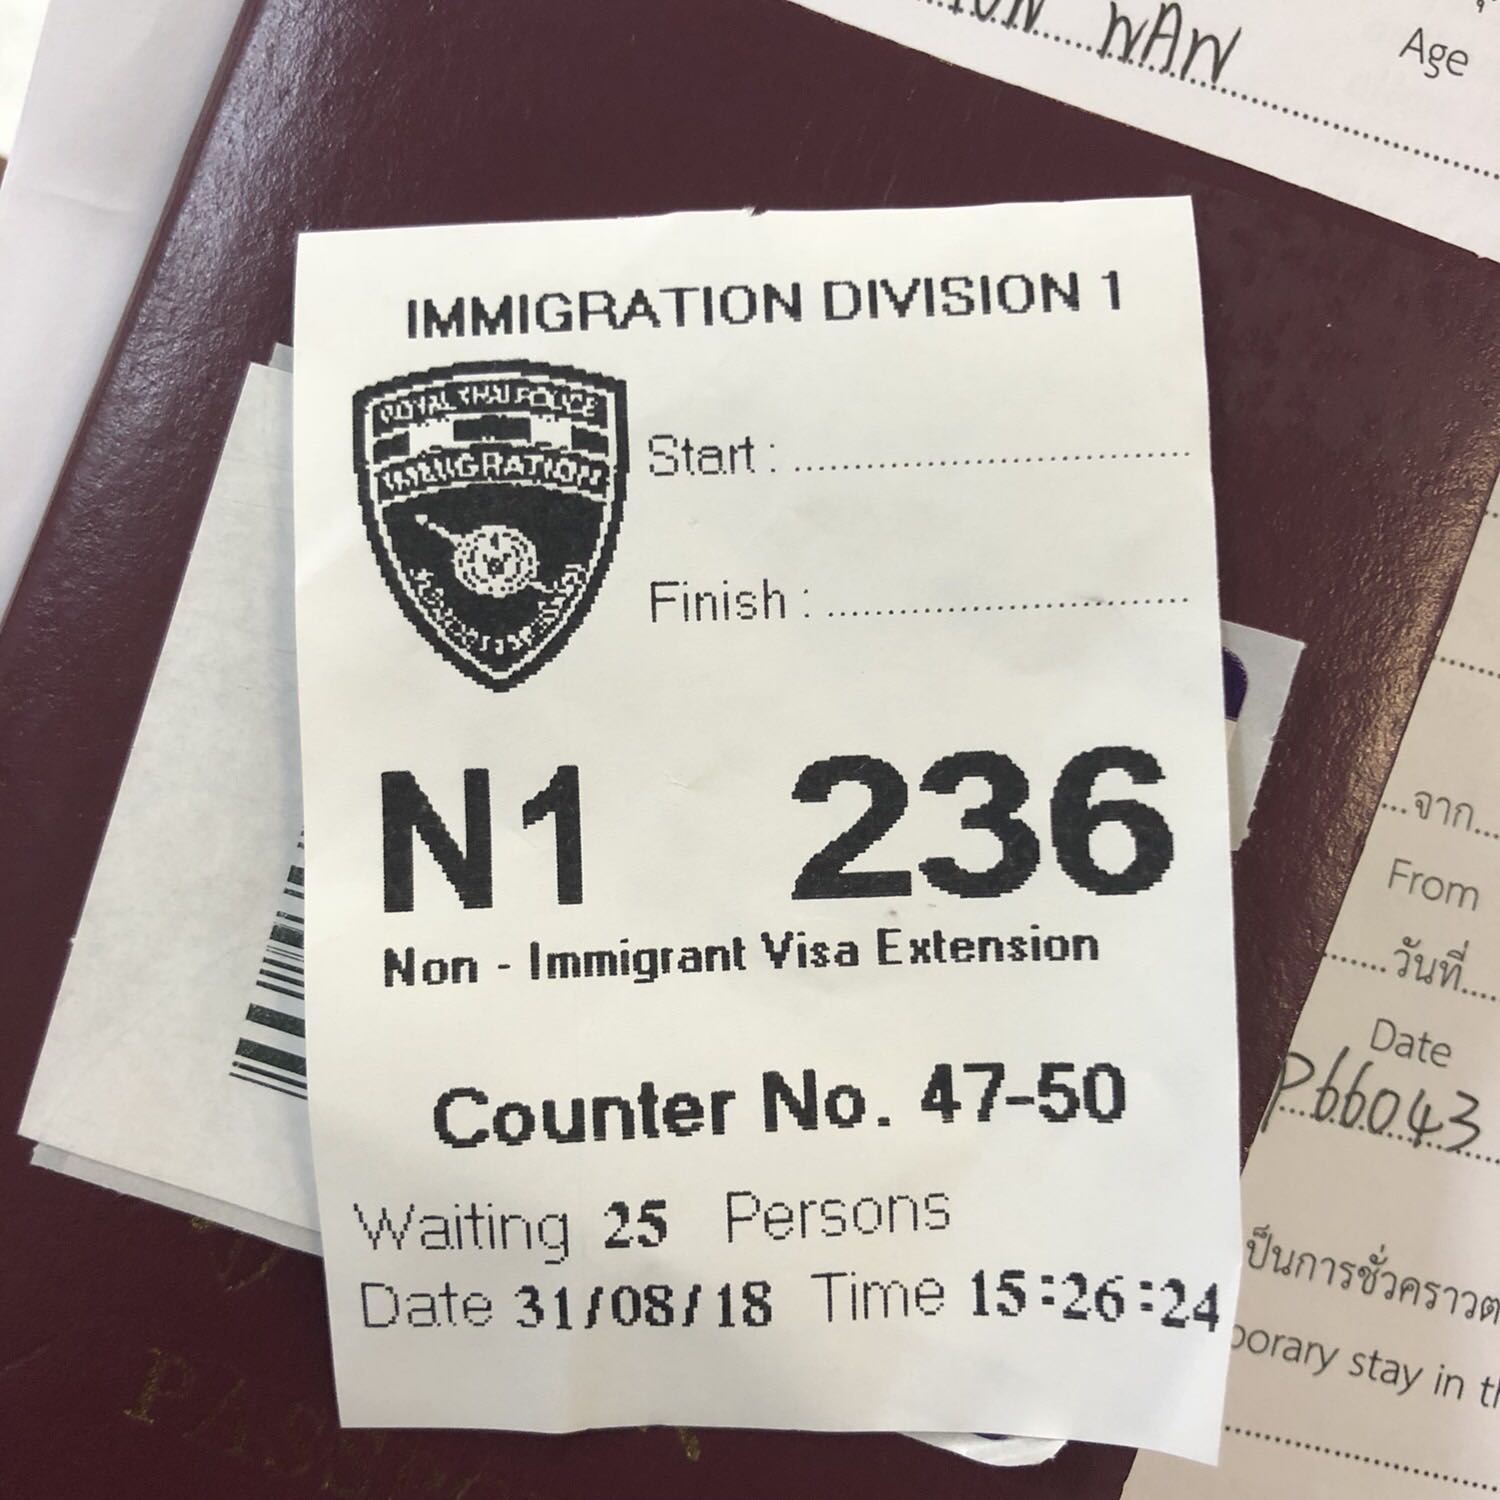 WAN
Age
IMMIGRATION DIVISION 1
ROYAL THAI POLICE
IMMIGRATION
Start : ........................................
Finish : ........................................
N1 236
Non - Immigrant Visa Extension
Counter No. 47-50
Waiting 25 Persons
Date 31/08/18 Time 15:26:24
...จาก...
From
.......วันที่....
Date
P66043
เป็นการชั่วคราว
porary stay in
PASS